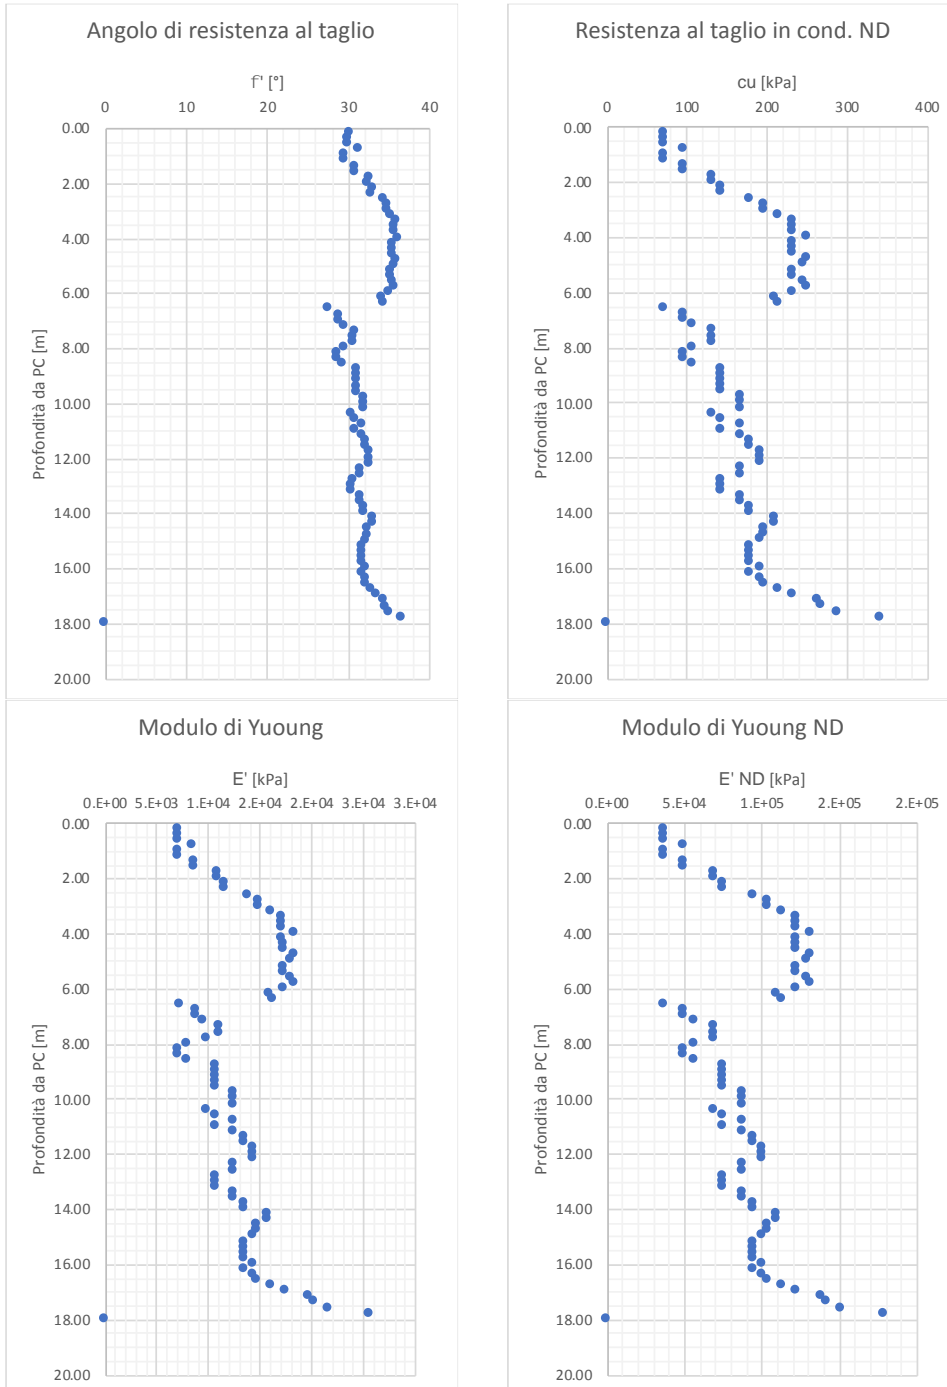 Angolo di resistenza al taglio
f' [°]
0 10 20 30 40
0.00
2.00
4.00
6.00
8.00
10.00
12.00
14.00
16.00
18.00
20.00
Profondità da PC [m]
Resistenza al taglio in cond. ND
cu [kPa]
0 100 200 300 400
0.00
2.00
4.00
6.00
8.00
10.00
12.00
14.00
16.00
18.00
20.00
Profondità da PC [m]
Modulo di Yuoung
E' [kPa]
0.E+00 5.E+03 1.E+04 2.E+04 2.E+04 3.E+04 3.E+04
0.00
2.00
4.00
6.00
8.00
10.00
12.00
14.00
16.00
18.00
20.00
Profondità da PC [m]
Modulo di Yuoung ND
E' ND [kPa]
0.E+00 5.E+04 1.E+05 2.E+05 2.E+05
0.00
2.00
4.00
6.00
8.00
10.00
12.00
14.00
16.00
18.00
20.00
Profondità da PC [m]